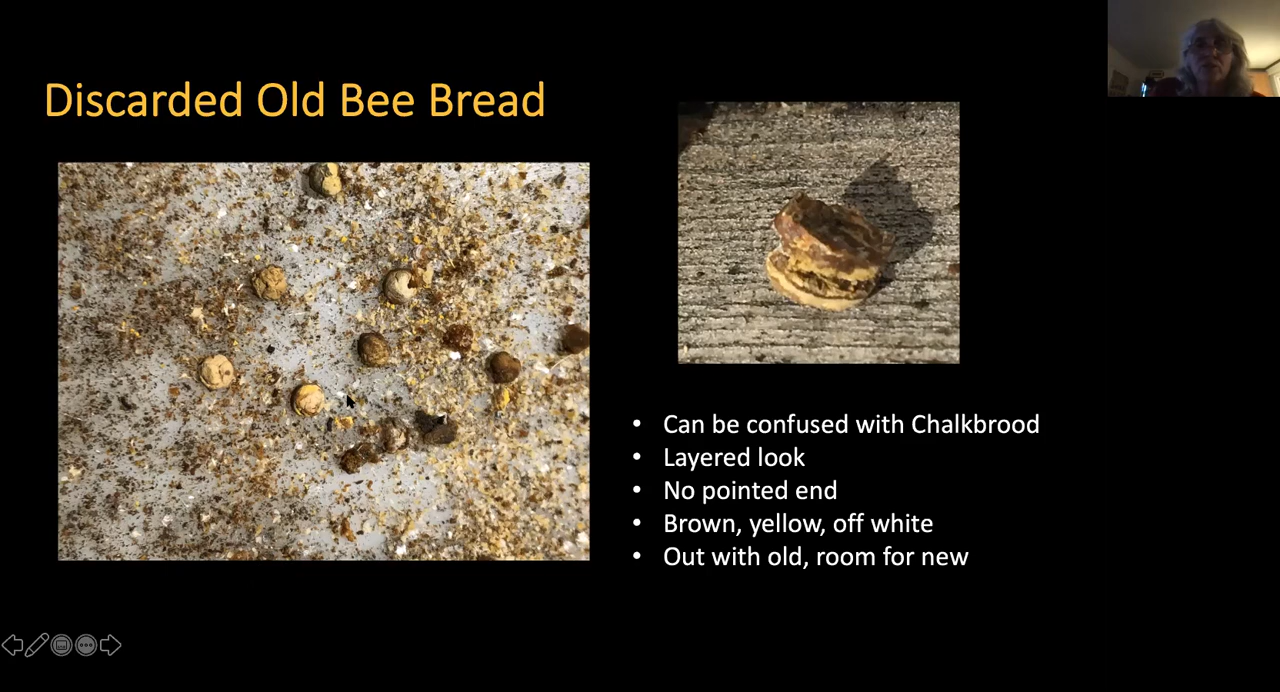 Discarded Old Bee Bread
• Can be confused with Chalkbrood
• Layered look
• No pointed end
• Brown, yellow, off white
• Out with old, room for new